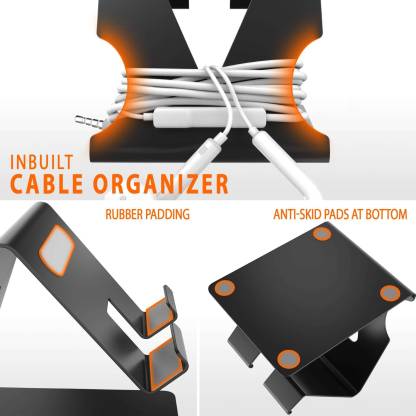 INBUILT
CABLE ORGANIZER
RUBBER PADDING
ANTI-SKID PADS AT BOTTOM